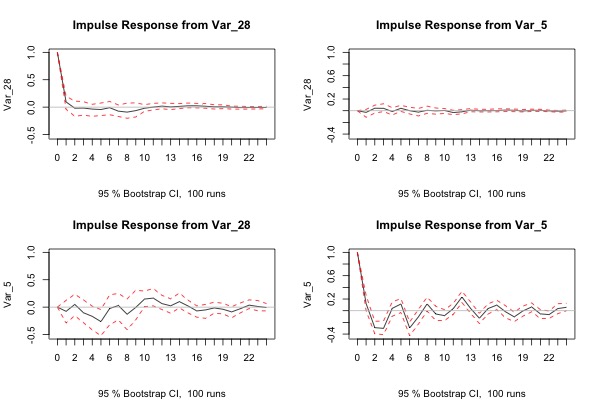 Impulse Response from Var_28
Var_28
-0.5 0.0 0.5 1.0
0 2 4 6 8 10 13 16 19 22
95 % Bootstrap CI, 100 runs
Impulse Response from Var_5
Var_28
-0.4 0.2 0.6 1.0
0 2 4 6 8 10 13 16 19 22
95 % Bootstrap CI, 100 runs
Impulse Response from Var_28
Var_5
-0.5 0.0 0.5 1.0
0 2 4 6 8 10 13 16 19 22
95 % Bootstrap CI, 100 runs
Impulse Response from Var_5
Var_5
-0.4 0.2 0.6 1.0
0 2 4 6 8 10 13 16 19 22
95 % Bootstrap CI, 100 runs